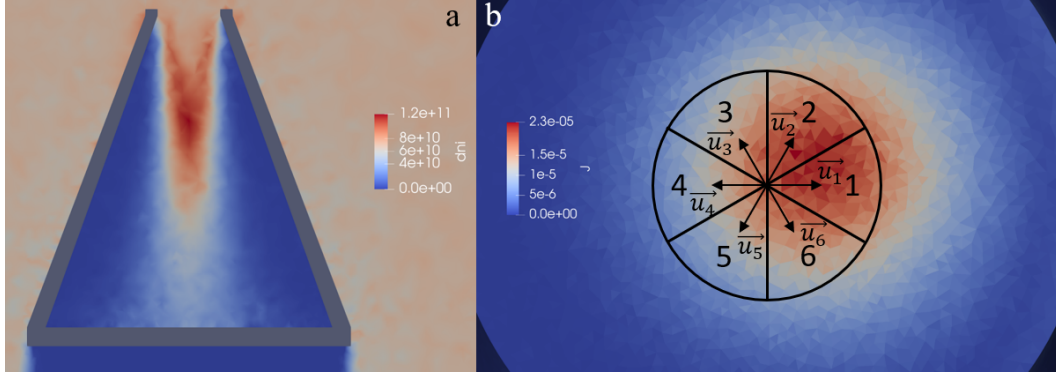 a
1.2e+11
8e+10
6e+10
4e+10
0.0e+00
dni
b
2.3e-05
1.5e-5
1e-5
5e-6
0.0e+00
J
3
2
u₂
u₃
u₁
4
1
u₄
u₅
u₆
5
6